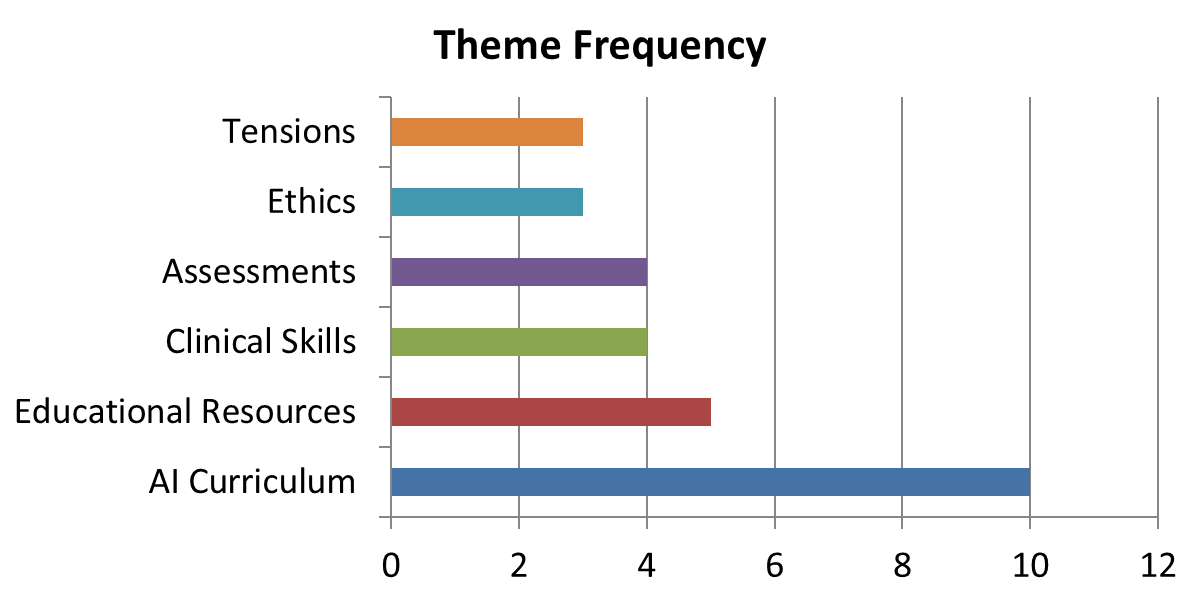 Theme Frequency
Tensions
Ethics
Assessments
Clinical Skills
Educational Resources
AI Curriculum
0 2 4 6 8 10 12